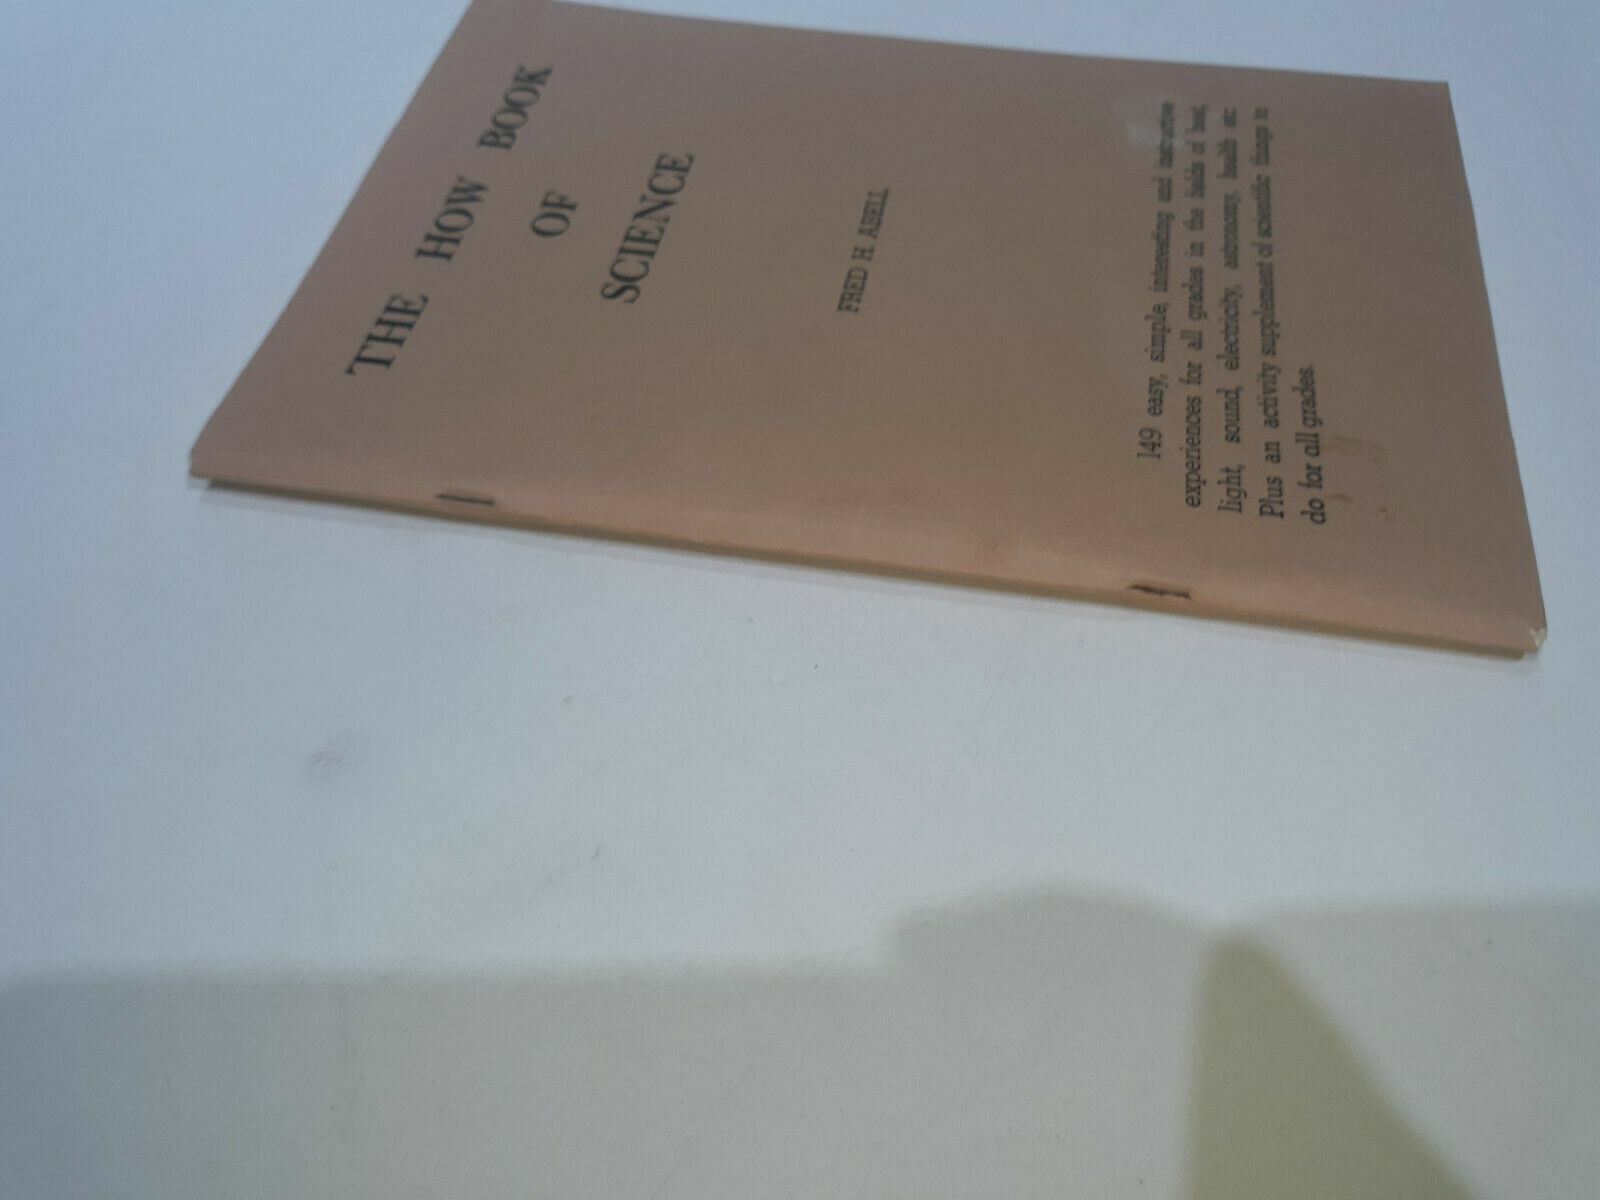 THE HOW BOOK
OF
SCIENCE
FRED H. ABELL
149 easy, simple, interesting and instructive
experiences for all grades in the fields of heat,
light, sound, electricity, astronomy, health etc
Plus an activity supplement of scientific things to
do for all grades.